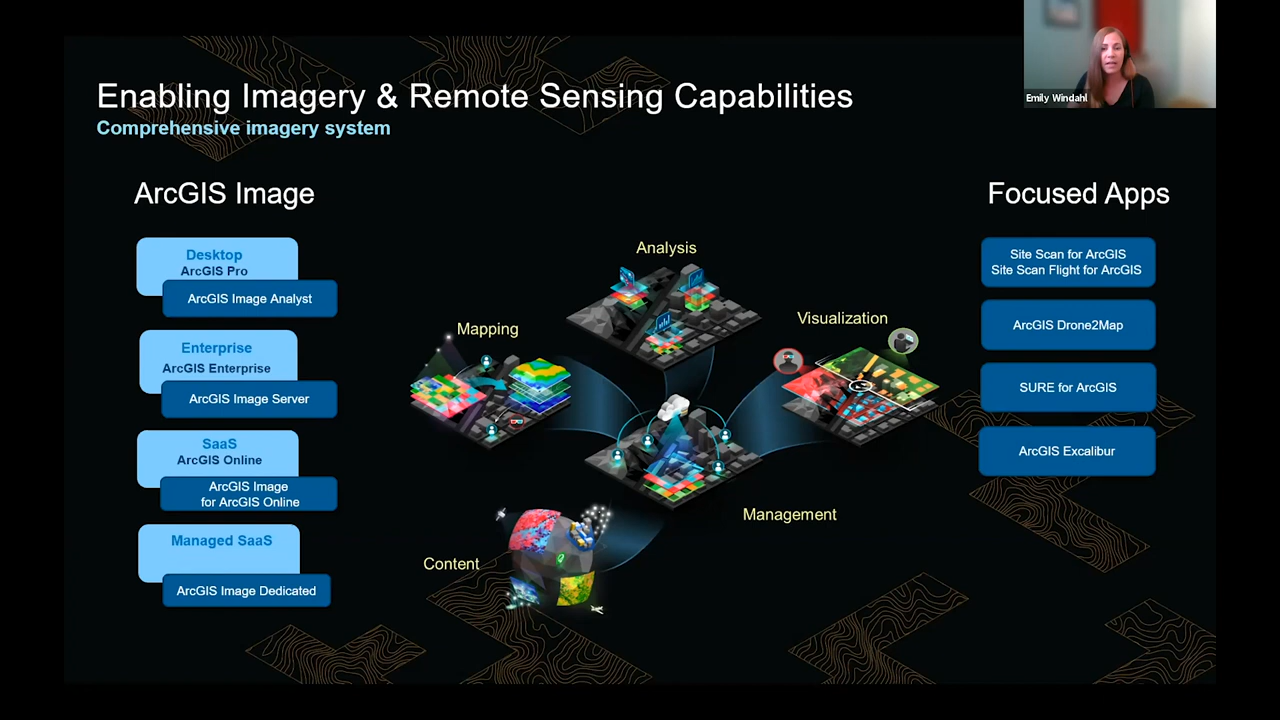 Enabling Imagery & Remote Sensing Capabilities
Comprehensive imagery system
Emily Windahl
ArcGIS Image
Desktop
ArcGIS Pro
ArcGIS Image Analyst
Enterprise
ArcGIS Enterprise
ArcGIS Image Server
SaaS
ArcGIS Online
ArcGIS Image
for ArcGIS Online
Managed SaaS
ArcGIS Image Dedicated
Analysis
Mapping
Visualization
Management
Content
Focused Apps
Site Scan for ArcGIS
Site Scan Flight for ArcGIS
ArcGIS Drone2Map
SURE for ArcGIS
ArcGIS Excalibur